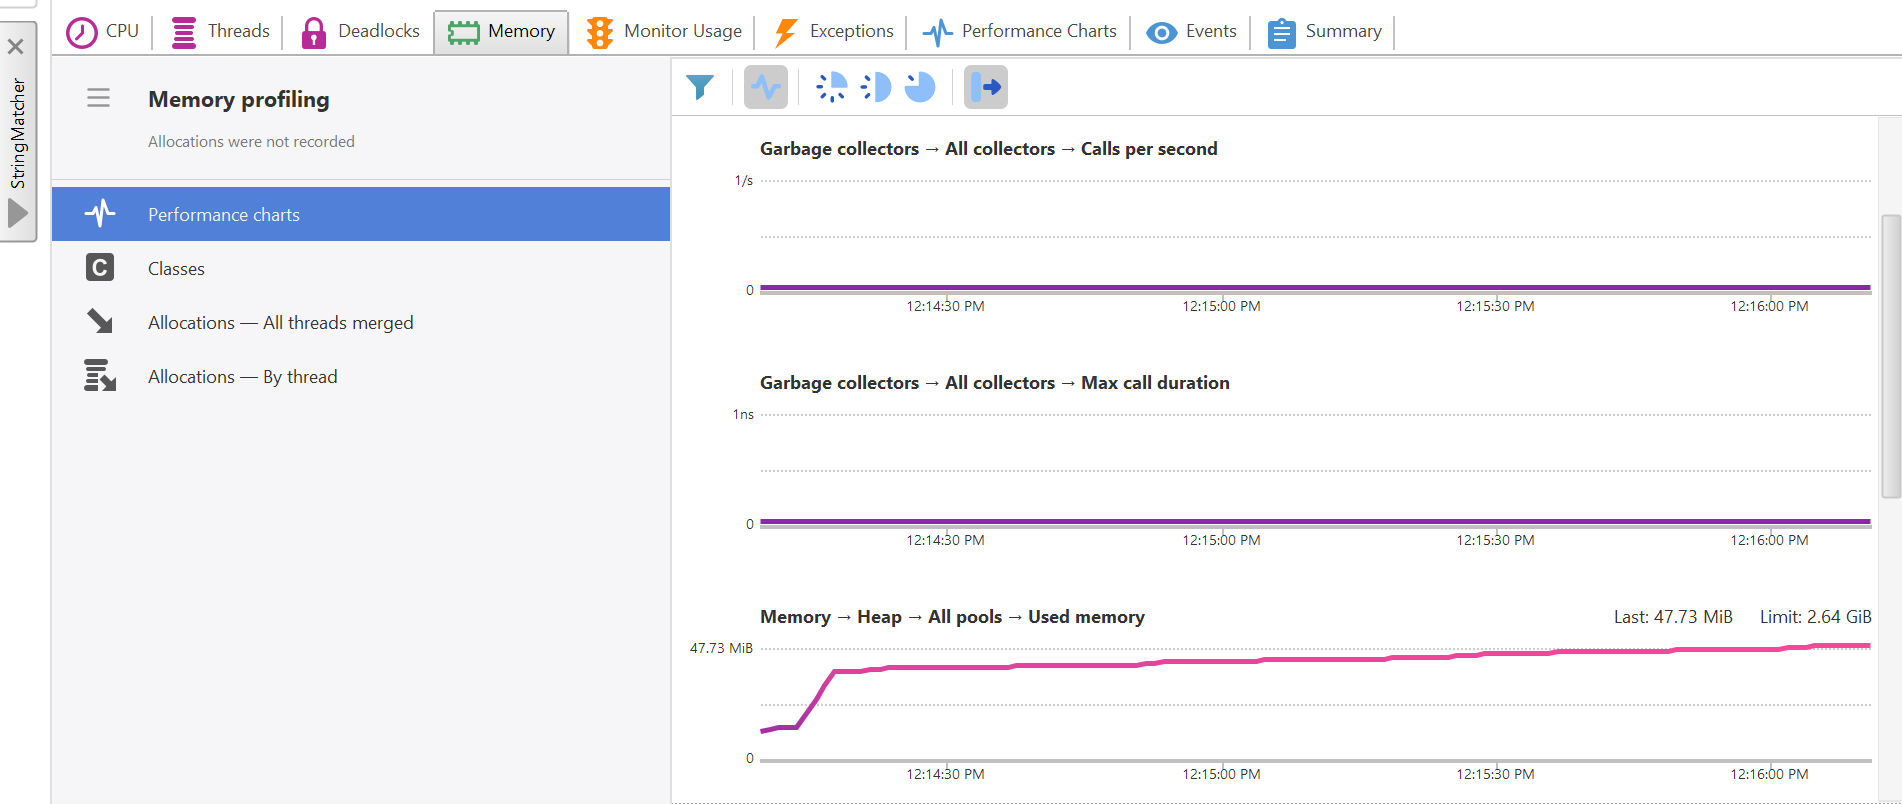 CPU
Threads
Deadlocks
Memory
Monitor Usage
Exceptions
Performance Charts
Events
Summary
StringMatcher
Memory profiling
Allocations were not recorded
Performance charts
C
Classes
Allocations — All threads merged
Allocations — By thread
Garbage collectors → All collectors → Calls per second
1/s
0
12:14:30 PM 12:15:00 PM 12:15:30 PM 12:16:00 PM
Garbage collectors → All collectors → Max call duration
1ns
0
12:14:30 PM 12:15:00 PM 12:15:30 PM 12:16:00 PM
Memory → Heap → All pools → Used memory Last: 47.73 MiB Limit: 2.64 GiB
47.73 MiB
0
12:14:30 PM 12:15:00 PM 12:15:30 PM 12:16:00 PM